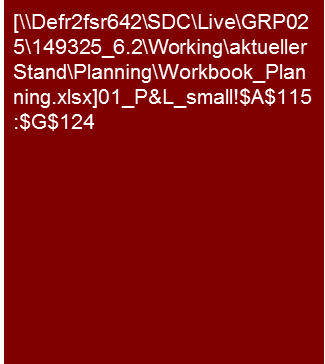 [\\Defr2fsr642\SDC\Live\GRP02
5\149325_6.2\Working\aktueller
Stand\Planning\Workbook_Plan
ning.xlsx]01_P&L_small!$A$115
:$G$124